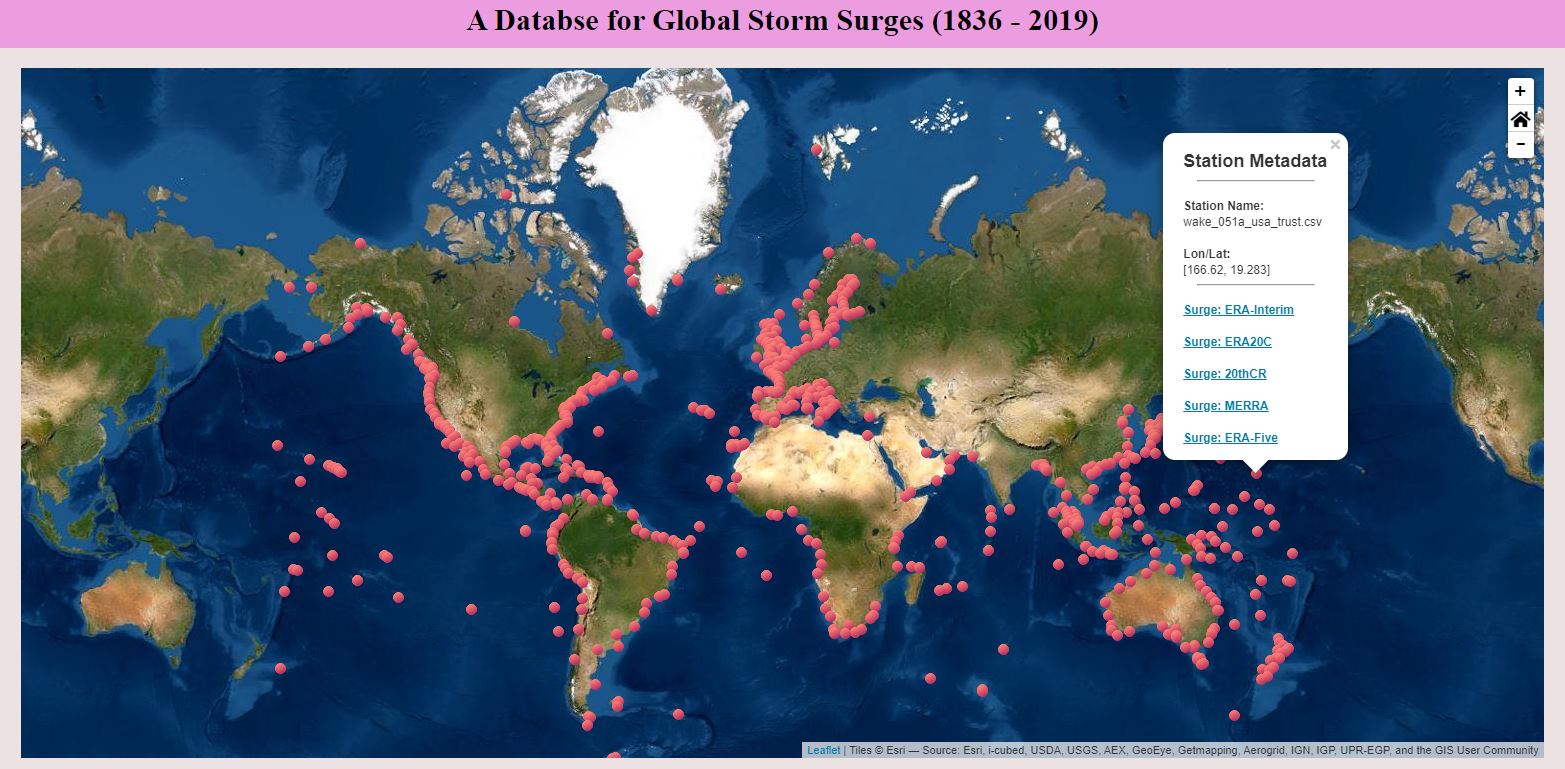 A Databse for Global Storm Surges (1836 - 2019)
+
−
×
Station Metadata
Station Name:
wake_051a_usa_trust.csv
Lon/Lat:
[166.62, 19.283]
Surge: ERA-Interim
Surge: ERA20C
Surge: 20thCR
Surge: MERRA
Surge: ERA-Five
Leaflet | Tiles © Esri — Source: Esri, i-cubed, USDA, USGS, AEX, GeoEye, Getmapping, Aerogrid, IGN, IGP, UPR-EGP, and the GIS User Community